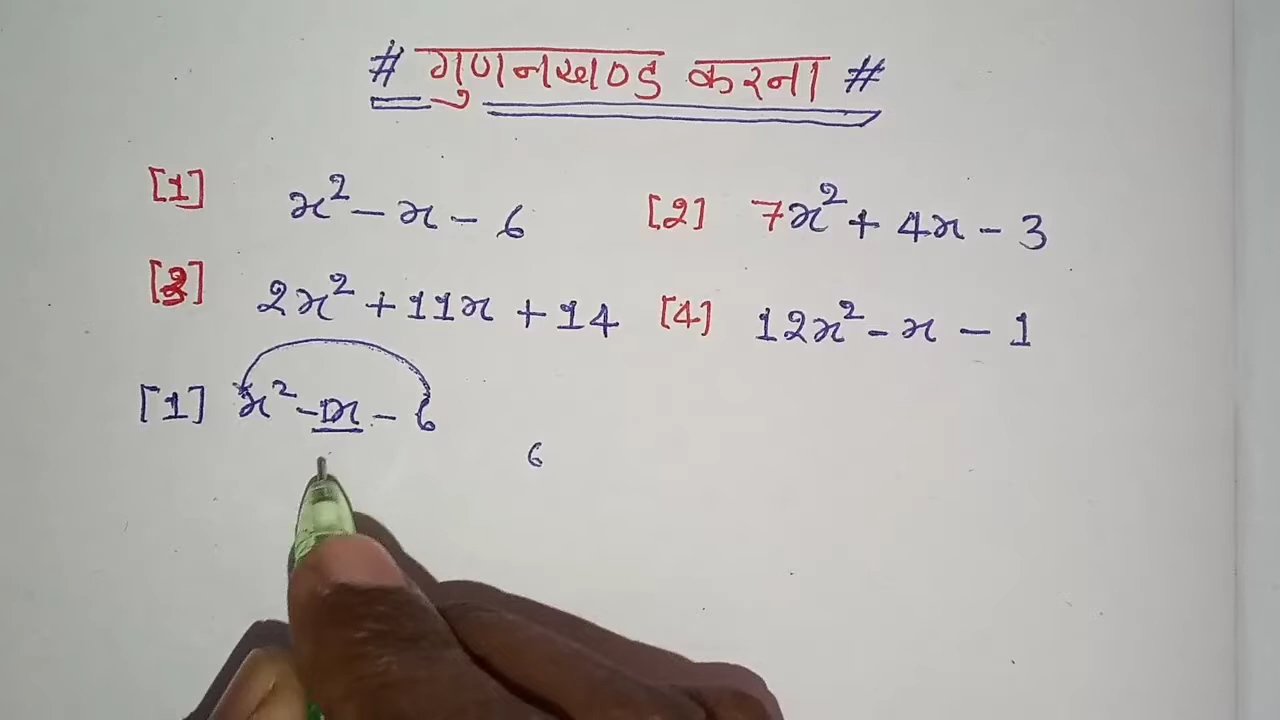 # गुणनखण्ड करना #
[1] x² - x - 6 [2] 7x² + 4x - 3
[3] 2x² + 11x + 14 [4] 12x² - x - 1
[1] x² - 1x - 6
6